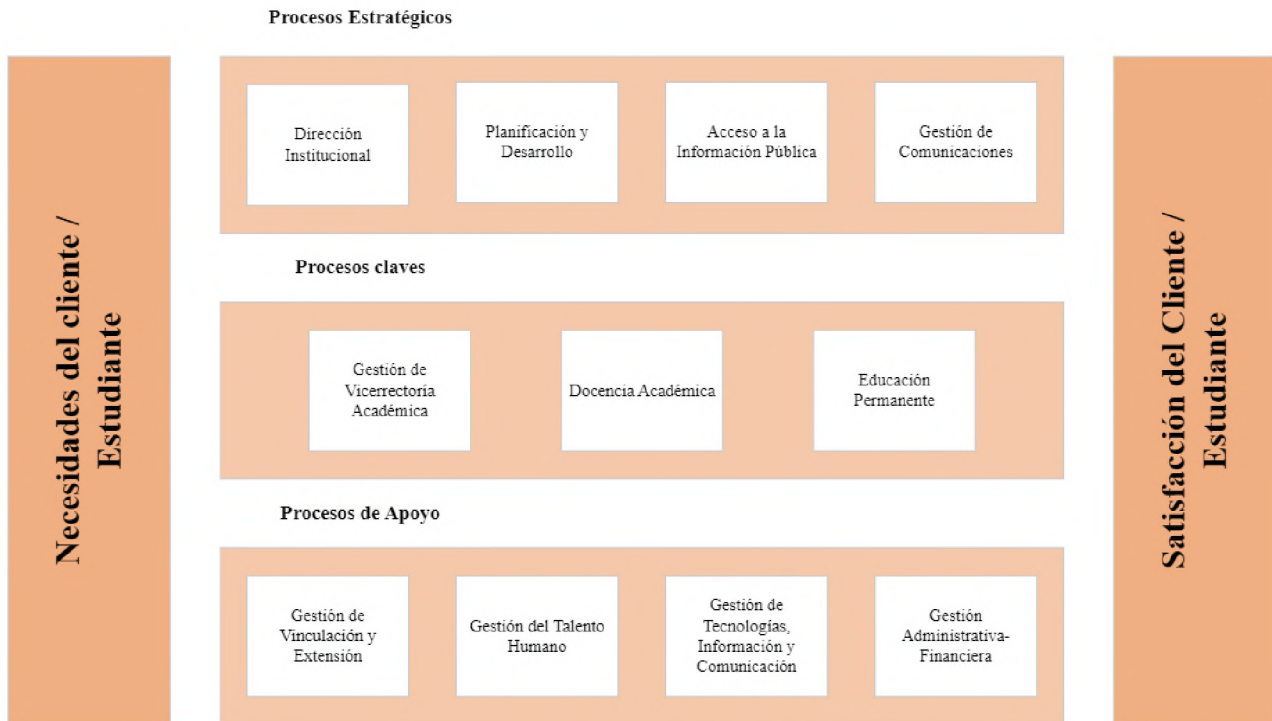 Procesos Estratégicos
Necesidades del cliente /
Estudiante
Dirección
Institucional
Planificación y
Desarrollo
Acceso a la
Información Pública
Gestión de
Comunicaciones
Procesos claves
Gestión de
Vicerrectoría
Académica
Docencia Académica
Educación
Permanente
Procesos de Apoyo
Gestión de
Vinculación y
Extensión
Gestión del Talento
Humano
Gestión de
Tecnologías,
Información y
Comunicación
Gestión
Administrativa-
Financiera
Satisfacción del Cliente /
Estudiante